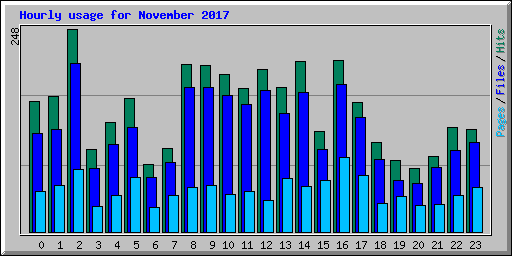 Hourly usage for November 2017
248
Pages / Files / Hits
0 1 2 3 4 5 6 7 8 9 10 11 12 13 14 15 16 17 18 19 20 21 22 23